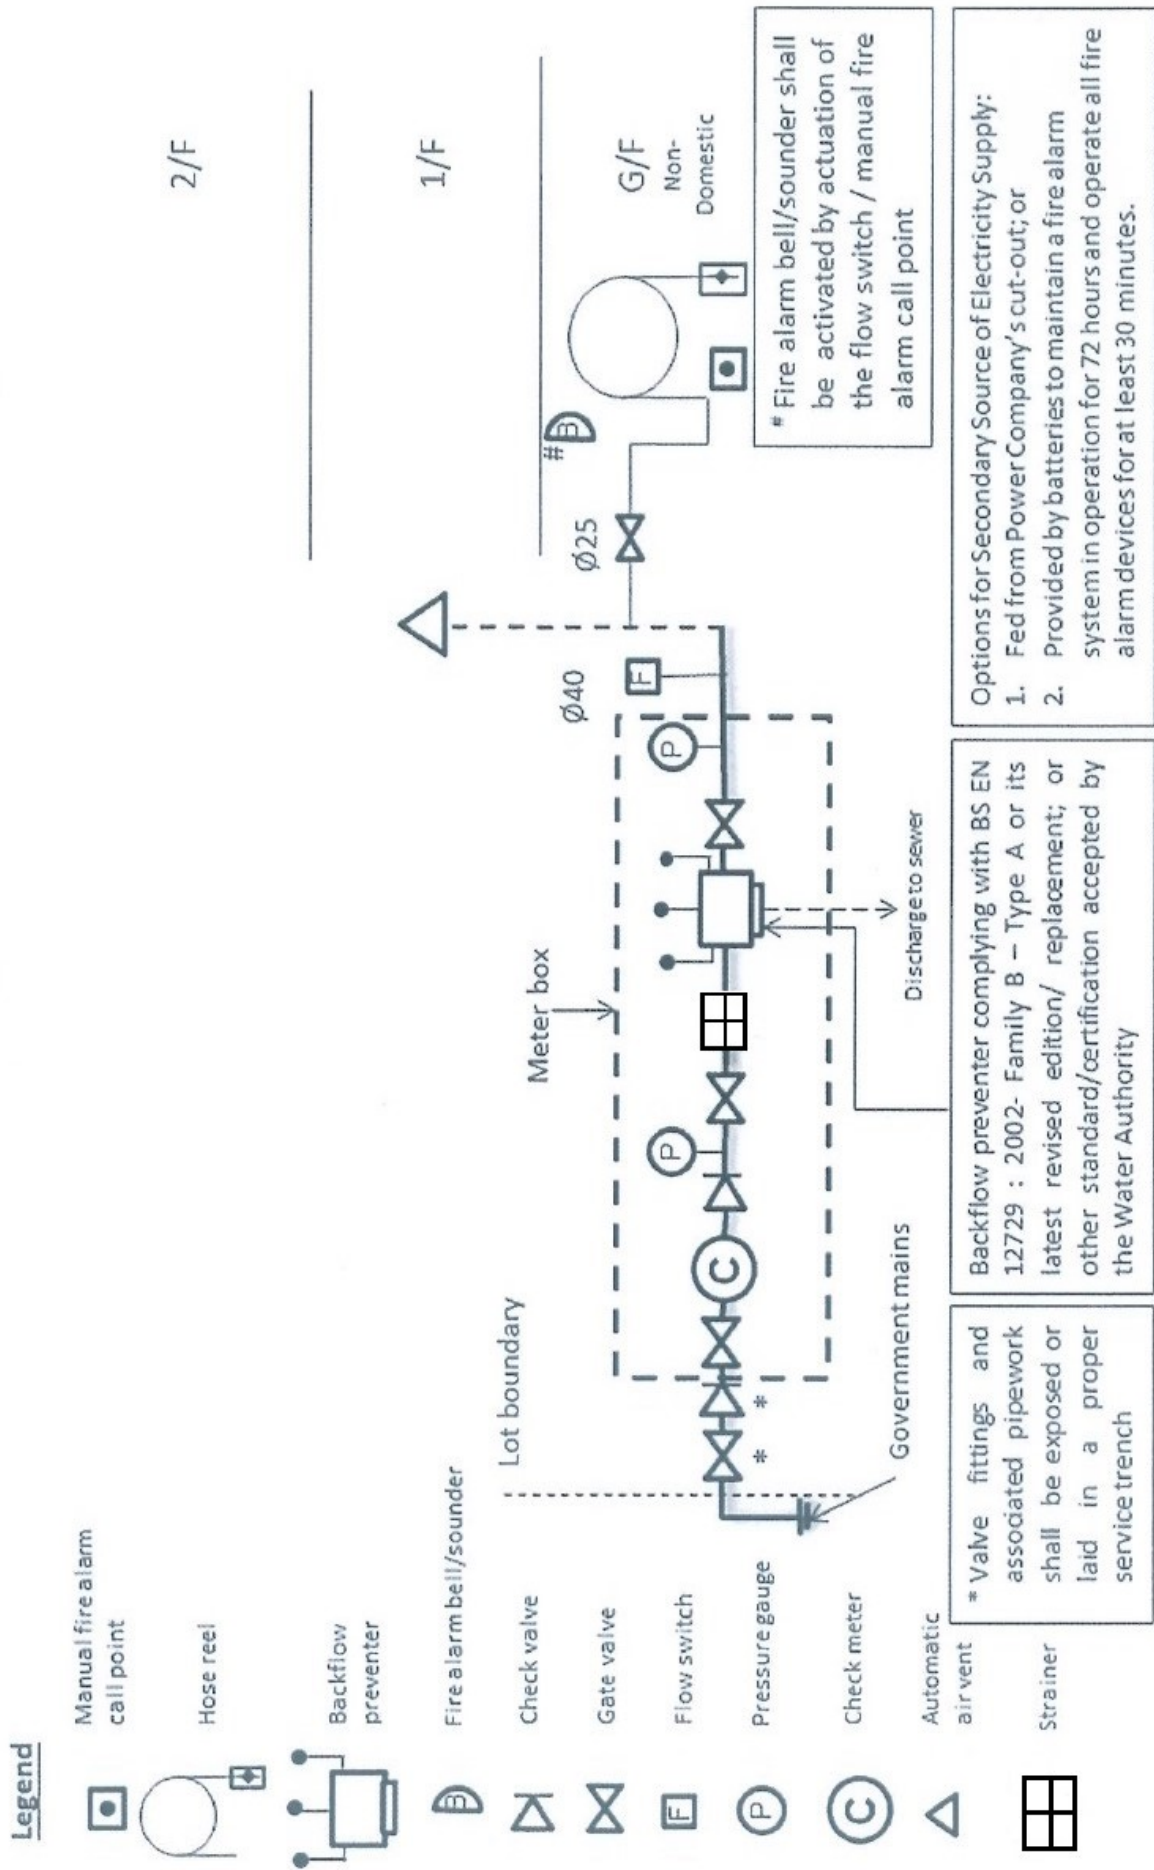 Legend
Manual fire alarm
call point
Hose reel
Backflow
preventer
B
Fire alarm bell/sounder
Check valve
Gate valve
F
Flow switch
P
Pressure gauge
C
Check meter
Automatic
air vent
Strainer
2/F
1/F
G/F
Non-
Domestic
Lot boundary
Meter box
Ø40
Ø25
#
B
F
P
P
C
*
*
Government mains
Discharge to sewer
# Fire alarm bell/sounder shall
be activated by actuation of
the flow switch / manual fire
alarm call point
* Valve fittings and
associated pipework
shall be exposed or
laid in a proper
service trench
Backflow preventer complying with BS EN
12729 : 2002- Family B – Type A or its
latest revised edition/ replacement; or
other standard/certification accepted by
the Water Authority
Options for Secondary Source of Electricity Supply:
1. Fed from Power Company's cut-out; or
2. Provided by batteries to maintain a fire alarm
system in operation for 72 hours and operate all fire
alarm devices for at least 30 minutes.